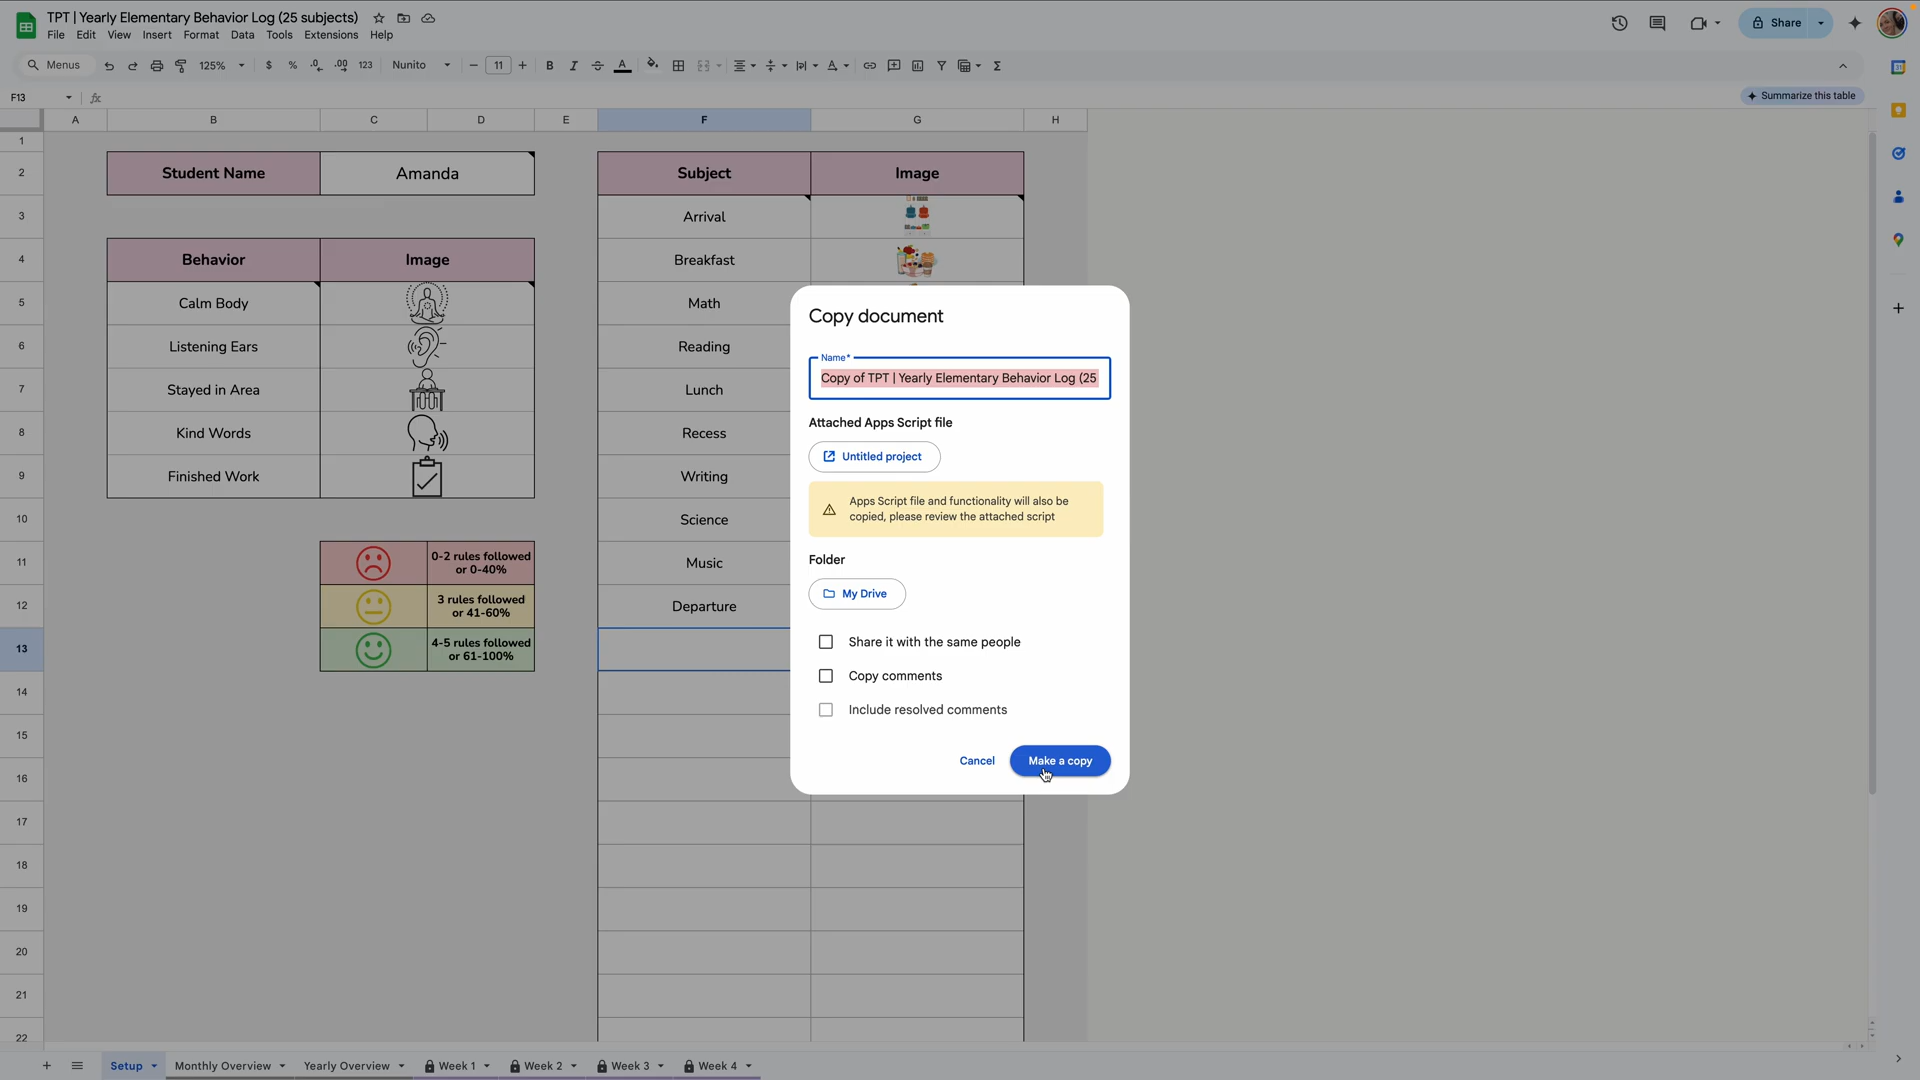 TPT | Yearly Elementary Behavior Log (25 subjects)
File Edit View Insert Format Data Tools Extensions Help
Share
Menus 125% $ % .0 .00 123 Nunito 11 B I S A
F13 fx
Summarize this table
A B C D E F G H
1
2 Student Name Amanda Subject Image
3 Arrival
4 Behavior Image Breakfast
5 Calm Body Math
6 Listening Ears Reading
7 Stayed in Area Lunch
8 Kind Words Recess
9 Finished Work Writing
10 Science
11 0-2 rules followed
or 0-40%
Music
12 3 rules followed
or 41-60%
Departure
13 4-5 rules followed
or 61-100%
14
15
16
17
18
19
20
21
22
Copy document
Name*
Copy of TPT | Yearly Elementary Behavior Log (25
Attached Apps Script file
Untitled project
Apps Script file and functionality will also be
copied, please review the attached script
Folder
My Drive
Share it with the same people
Copy comments
Include resolved comments
Cancel Make a copy
Setup Monthly Overview Yearly Overview Week 1 Week 2 Week 3 Week 4